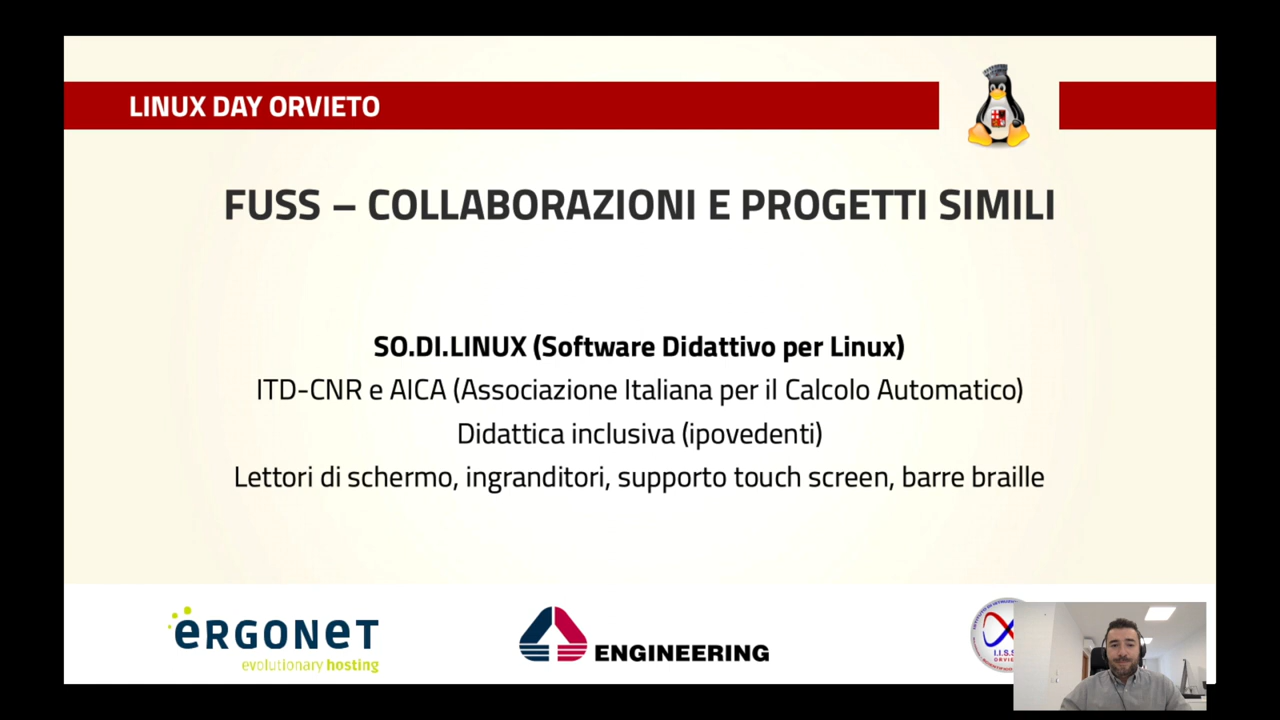 LINUX DAY ORVIETO
FUSS – COLLABORAZIONI E PROGETTI SIMILI
SO.DI.LINUX (Software Didattivo per Linux)
ITD-CNR e AICA (Associazione Italiana per il Calcolo Automatico)
Didattica inclusiva (ipovedenti)
Lettori di schermo, ingranditori, supporto touch screen, barre braille
eRGONeT
evolutionary hosting
ENGINEERING